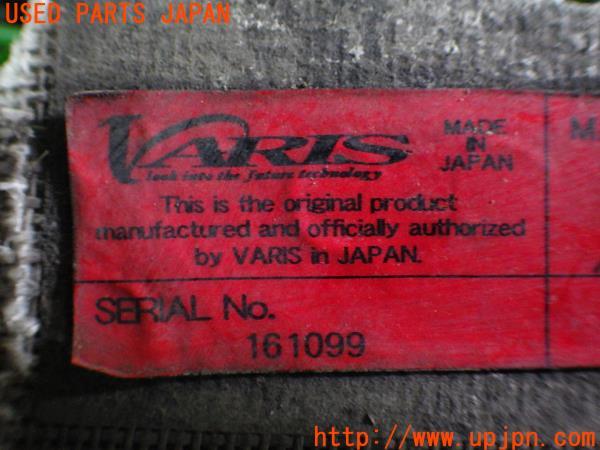 USED PARTS JAPAN
VARIS
look into the future technology
MADE
IN
JAPAN
This is the original product
manufactured and officially authorized
by VARIS in JAPAN.
SERIAL No.
161099
M
http://www.upjpn.com/